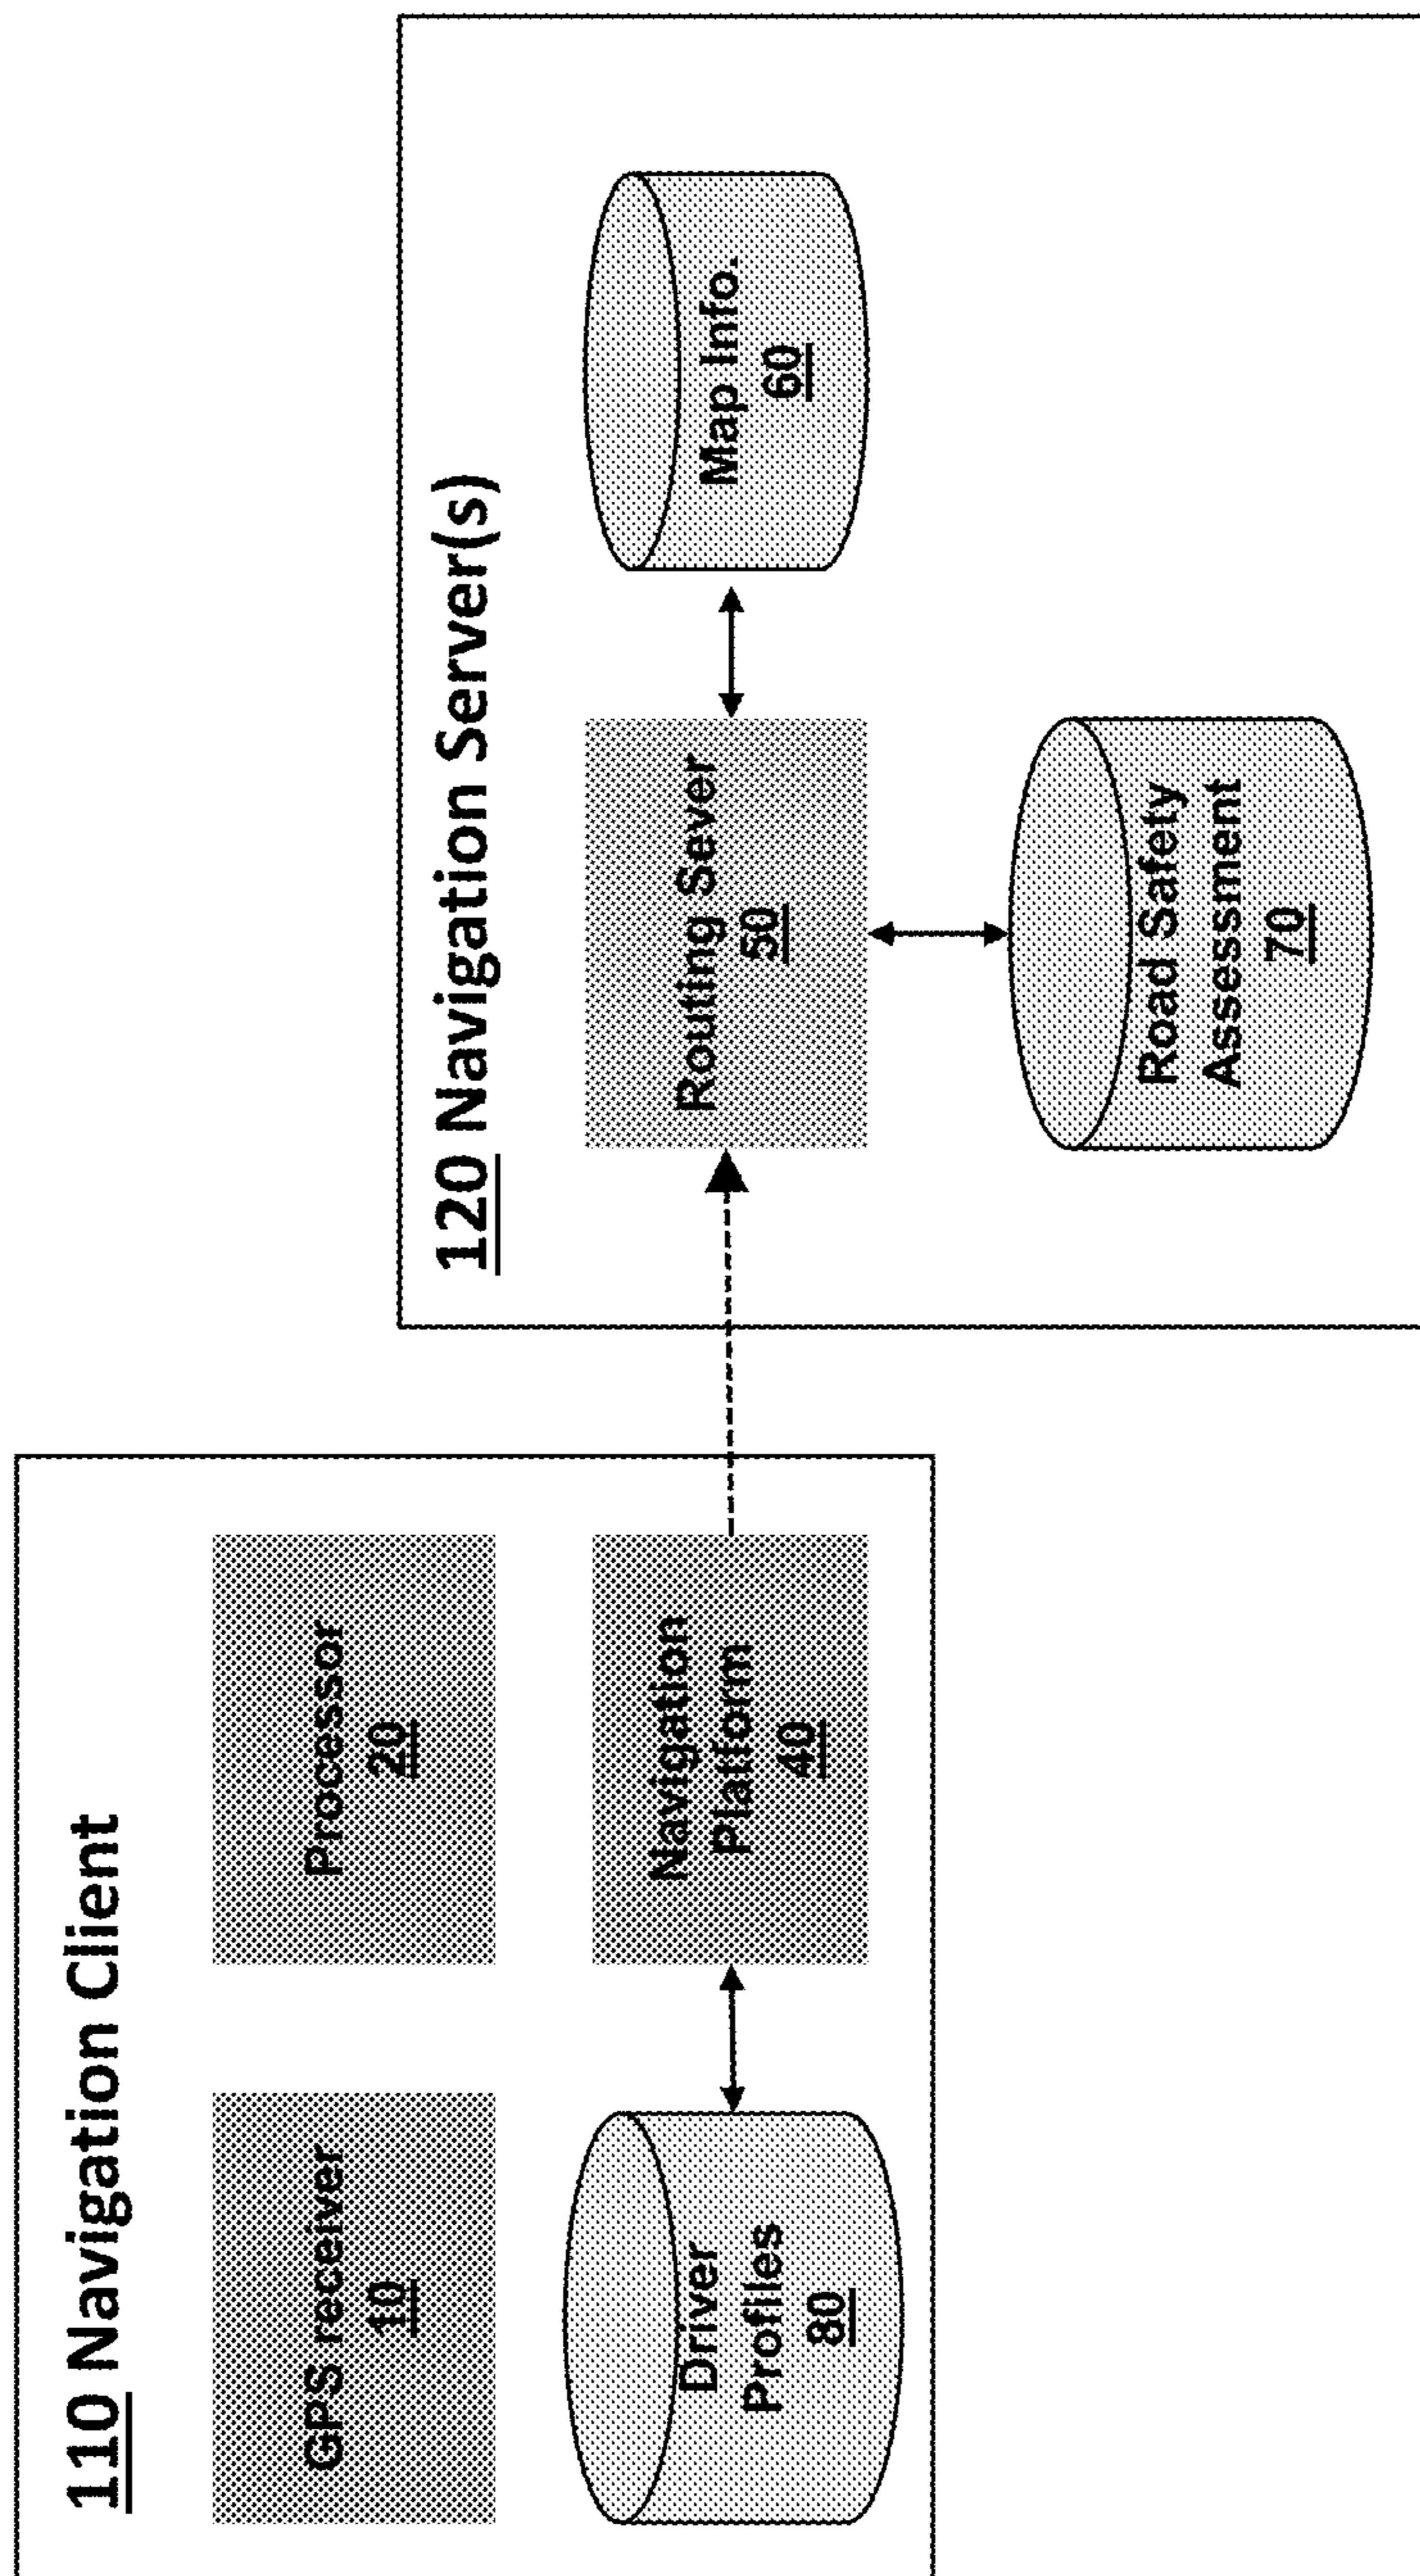 110 Navigation Client
GPS receiver
10
Processor
20
Driver
Profiles
80
Navigation
Platform
40
120 Navigation Server(s)
Routing Sever
50
Map Info.
60
Road Safety
Assessment
70